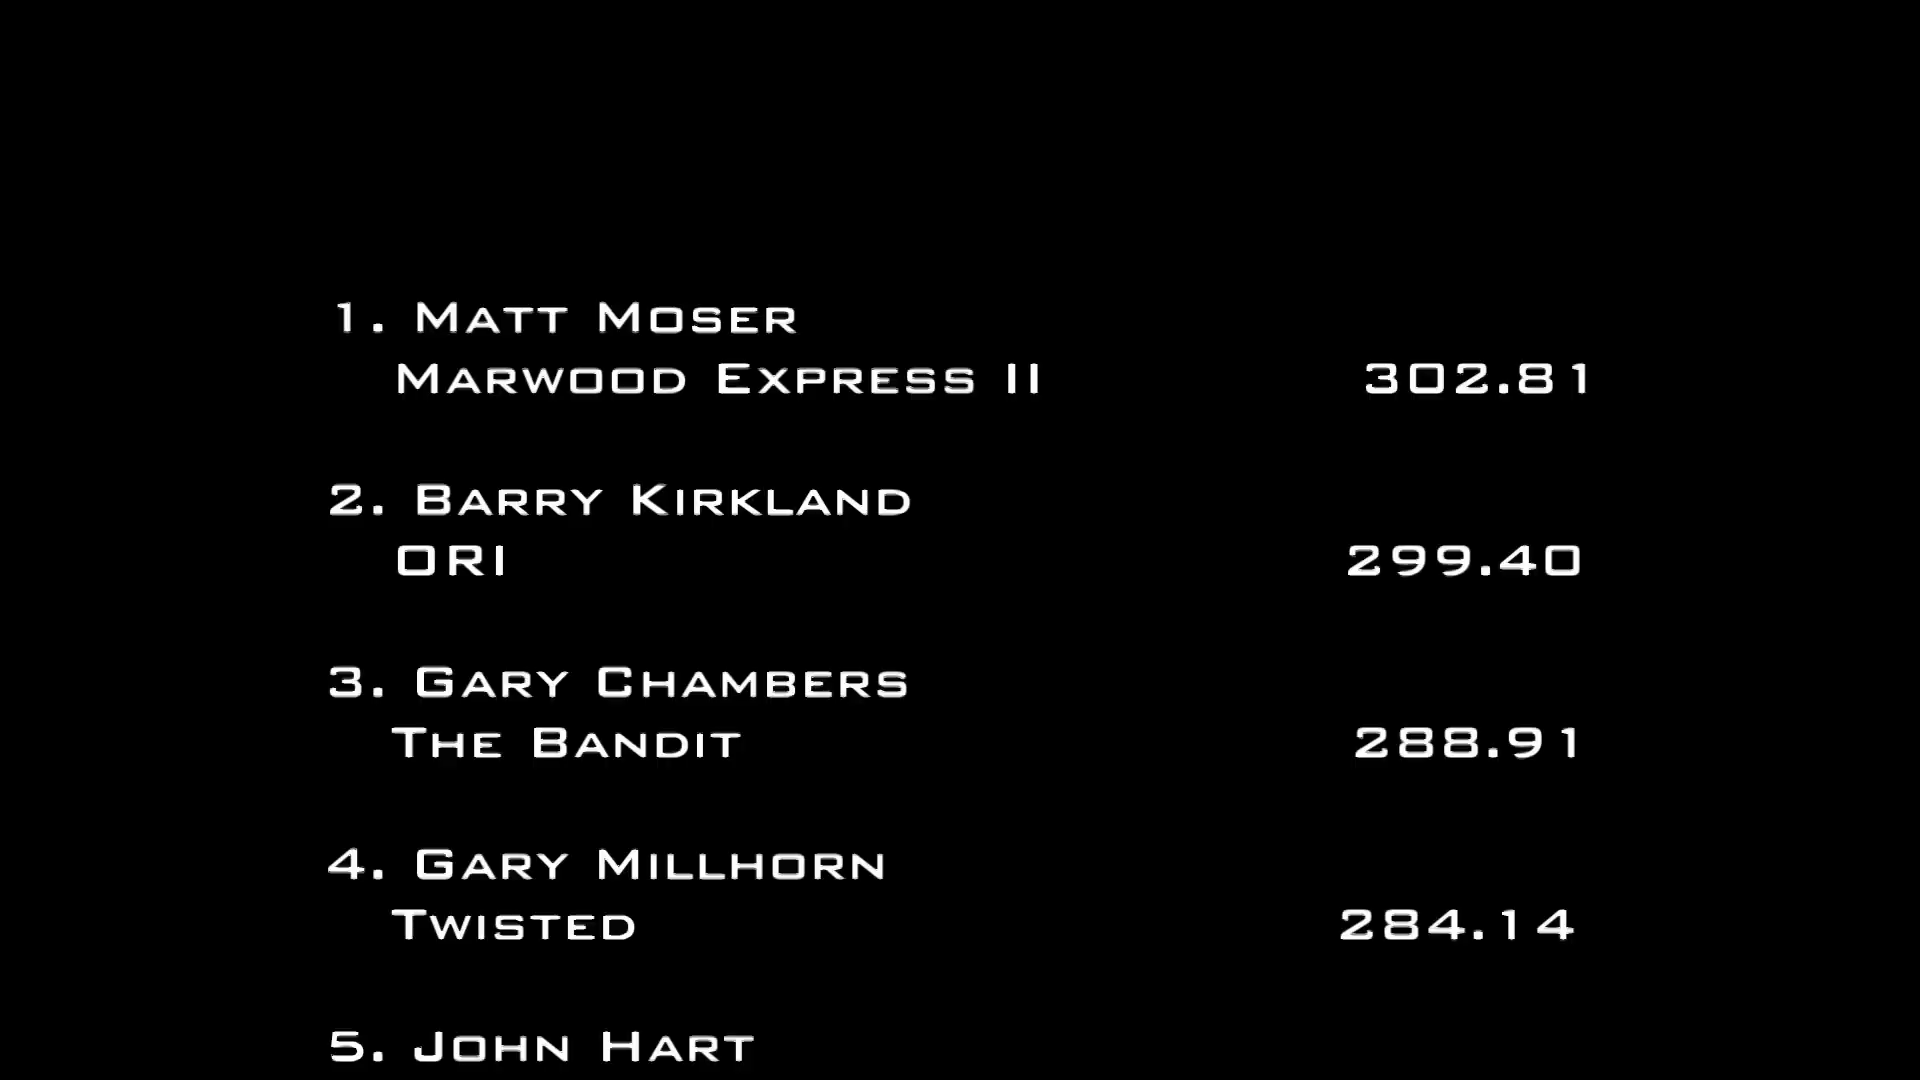 1. Matt Moser
Marwood Express II 302.81
2. Barry Kirkland
ORI 299.40
3. Gary Chambers
The Bandit 288.91
4. Gary Millhorn
Twisted 284.14
5. John Hart